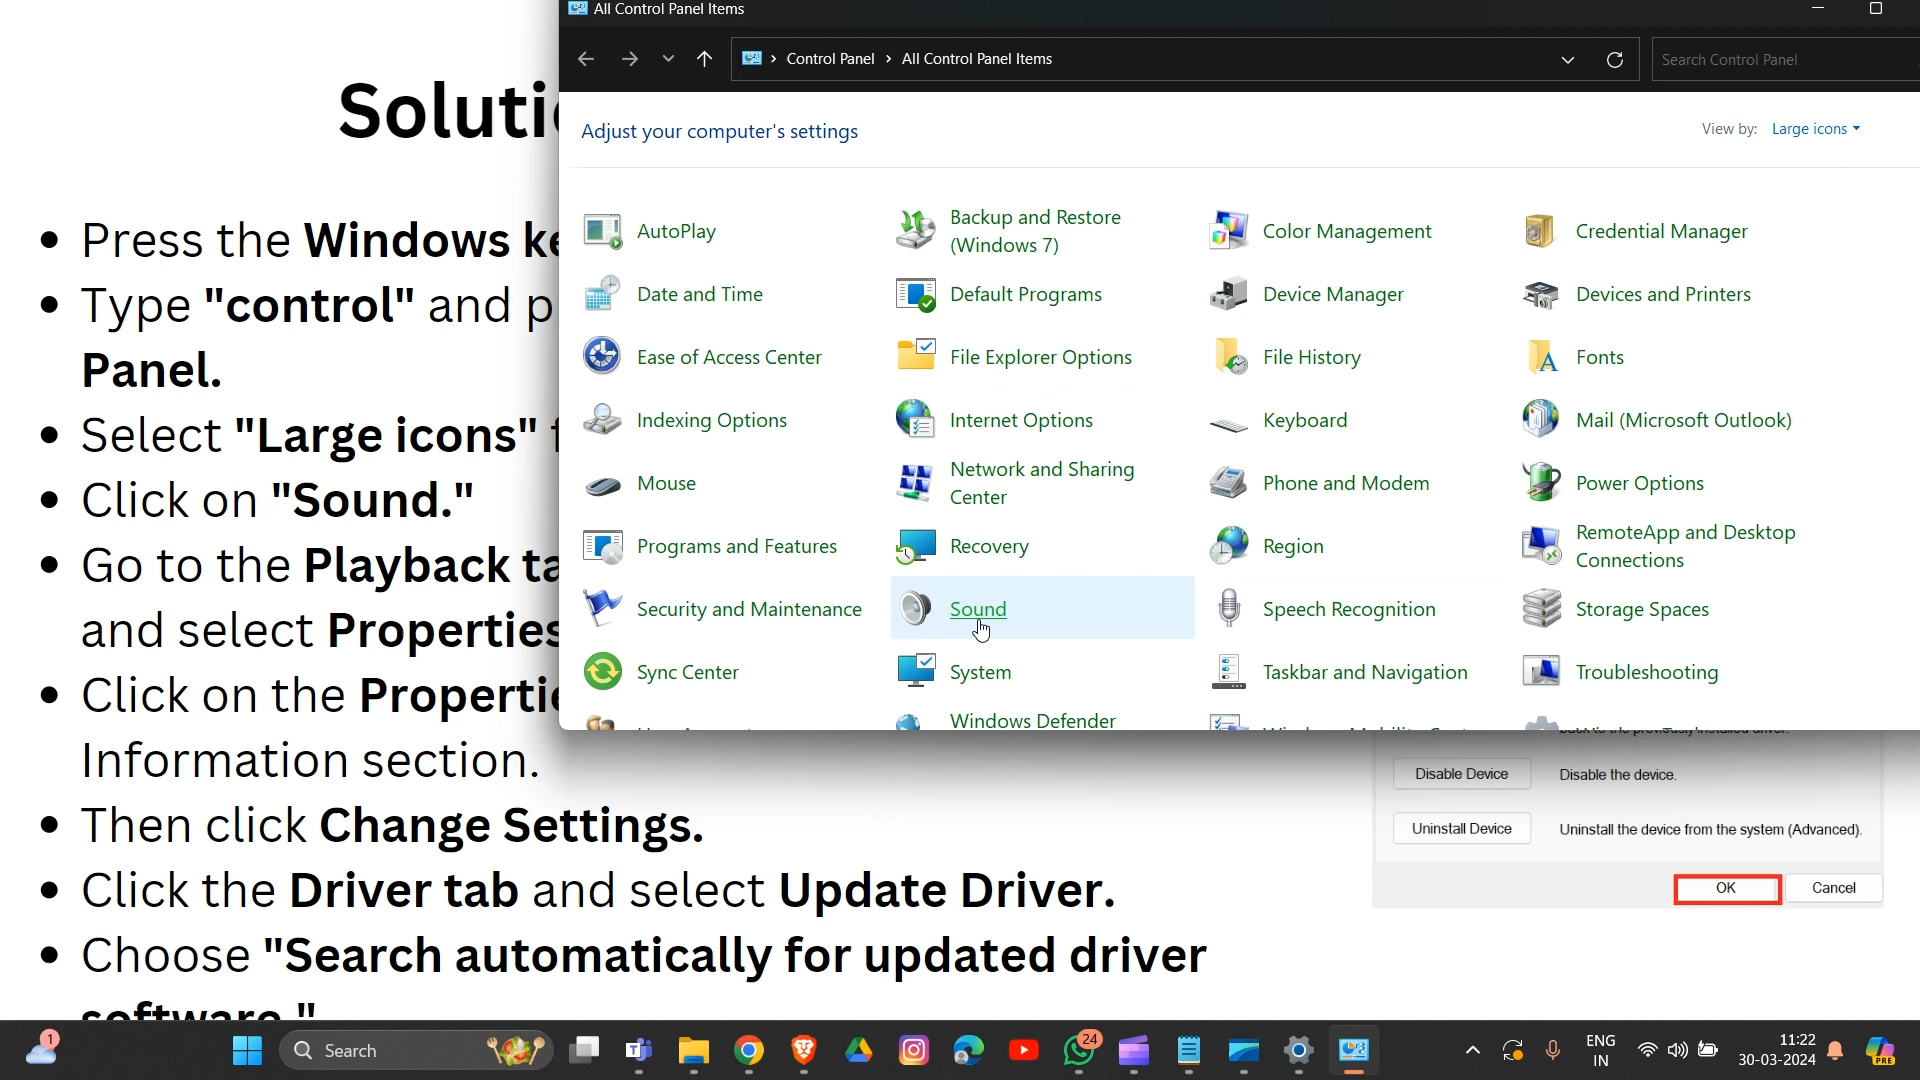 All Control Panel Items
Control Panel > All Control Panel Items
Search Control Panel
Adjust your computer's settings
View by: Large icons
AutoPlay
Backup and Restore
(Windows 7)
Color Management
Credential Manager
Date and Time
Default Programs
Device Manager
Devices and Printers
Ease of Access Center
File Explorer Options
File History
Fonts
Indexing Options
Internet Options
Keyboard
Mail (Microsoft Outlook)
Mouse
Network and Sharing
Center
Phone and Modem
Power Options
Programs and Features
Recovery
Region
RemoteApp and Desktop
Connections
Security and Maintenance
Sound
Speech Recognition
Storage Spaces
Sync Center
System
Taskbar and Navigation
Troubleshooting
Windows Defender
Soluti
• Press the Windows ke
• Type "control" and p
Panel.
• Select "Large icons" f
• Click on "Sound."
• Go to the Playback ta
and select Properties
• Click on the Propertie
Information section.
• Then click Change Settings.
• Click the Driver tab and select Update Driver.
• Choose "Search automatically for updated driver
software."
Disable Device
Disable the device.
Uninstall Device
Uninstall the device from the system (Advanced).
OK
Cancel
1
Search
24
ENG
IN
11:22
30-03-2024
PRE